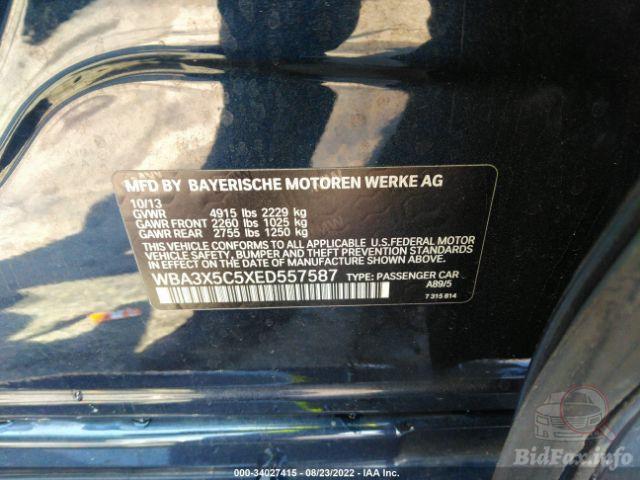 MFD BY BAYERISCHE MOTOREN WERKE AG
10/13
GVWR 4915 lbs 2229 kg
GAWR FRONT 2260 lbs 1025 kg
GAWR REAR 2755 lbs 1250 kg
THIS VEHICLE CONFORMS TO ALL APPLICABLE U.S.FEDERAL MOTOR
VEHICLE SAFETY, BUMPER AND THEFT PREVENTION STANDARDS
IN EFFECT ON THE DATE OF MANUFACTURE SHOWN ABOVE.
WBA3X5C5XED557587 TYPE: PASSENGER CAR
A89/5
7 315 614
BidFax.info
000-34027415 - 08/23/2022 - IAA Inc.